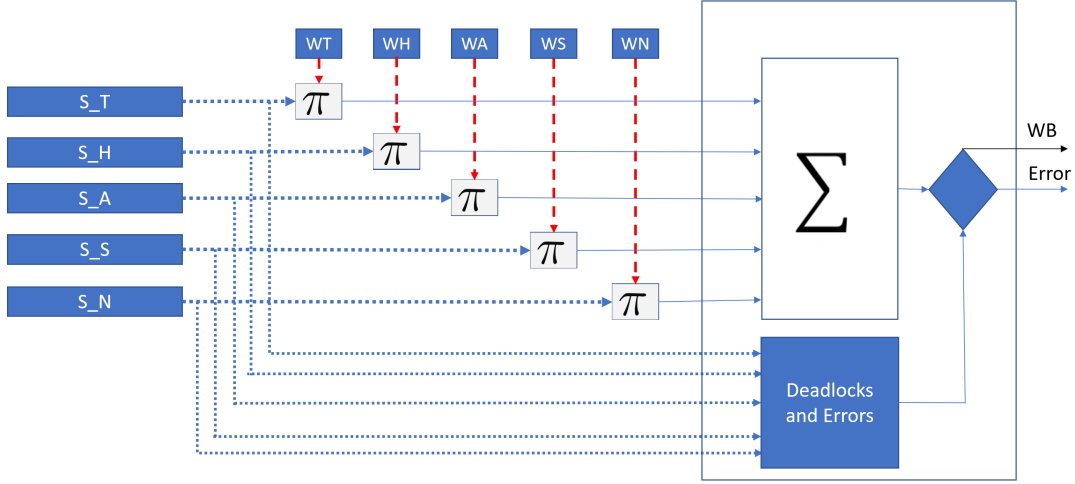 WT WH WA WS WN
S_T π
S_H π
S_A π
S_S π
S_N π
∑
WB
Error
Deadlocks
and Errors